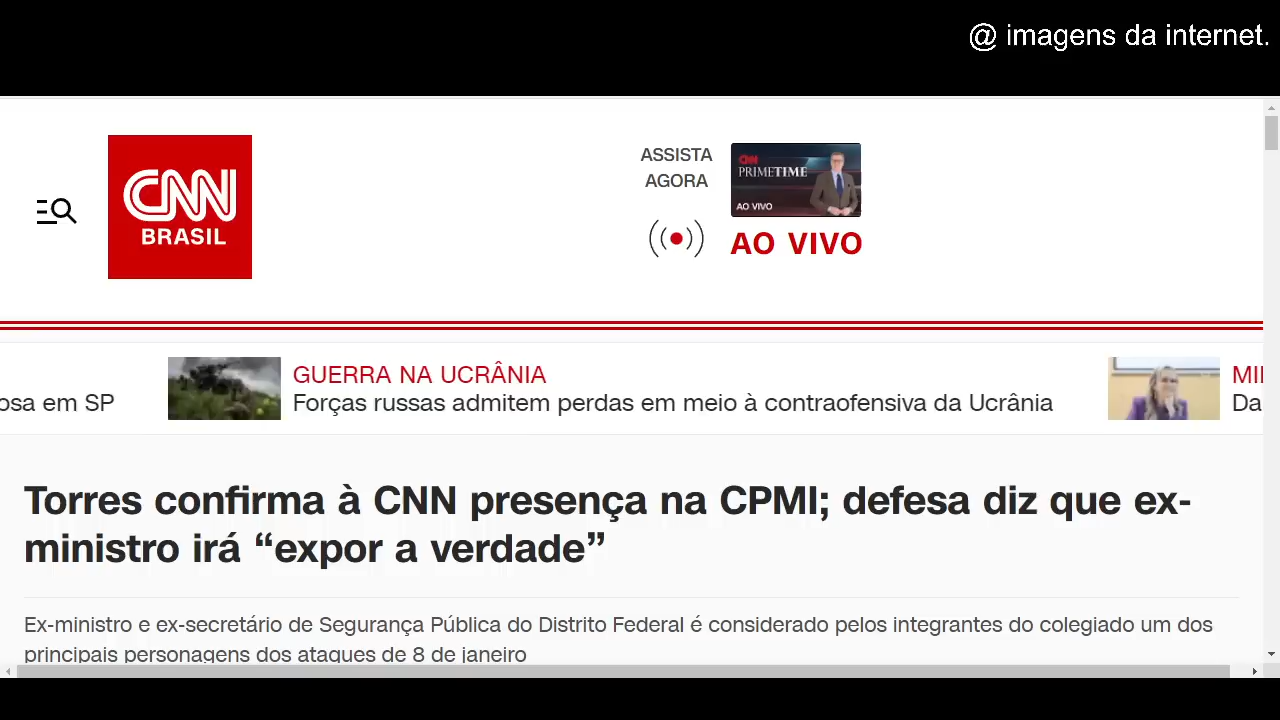 @ imagens da internet.
CNN
BRASIL
ASSISTA
AGORA
CNN
PRIMETIME
AO VIVO
AO VIVO
osa em SP
GUERRA NA UCRÂNIA
Forças russas admitem perdas em meio à contraofensiva da Ucrânia
MI
Da
Torres confirma à CNN presença na CPMI; defesa diz que ex-
ministro irá “expor a verdade”
Ex-ministro e ex-secretário de Segurança Pública do Distrito Federal é considerado pelos integrantes do colegiado um dos
principais personagens dos ataques de 8 de janeiro